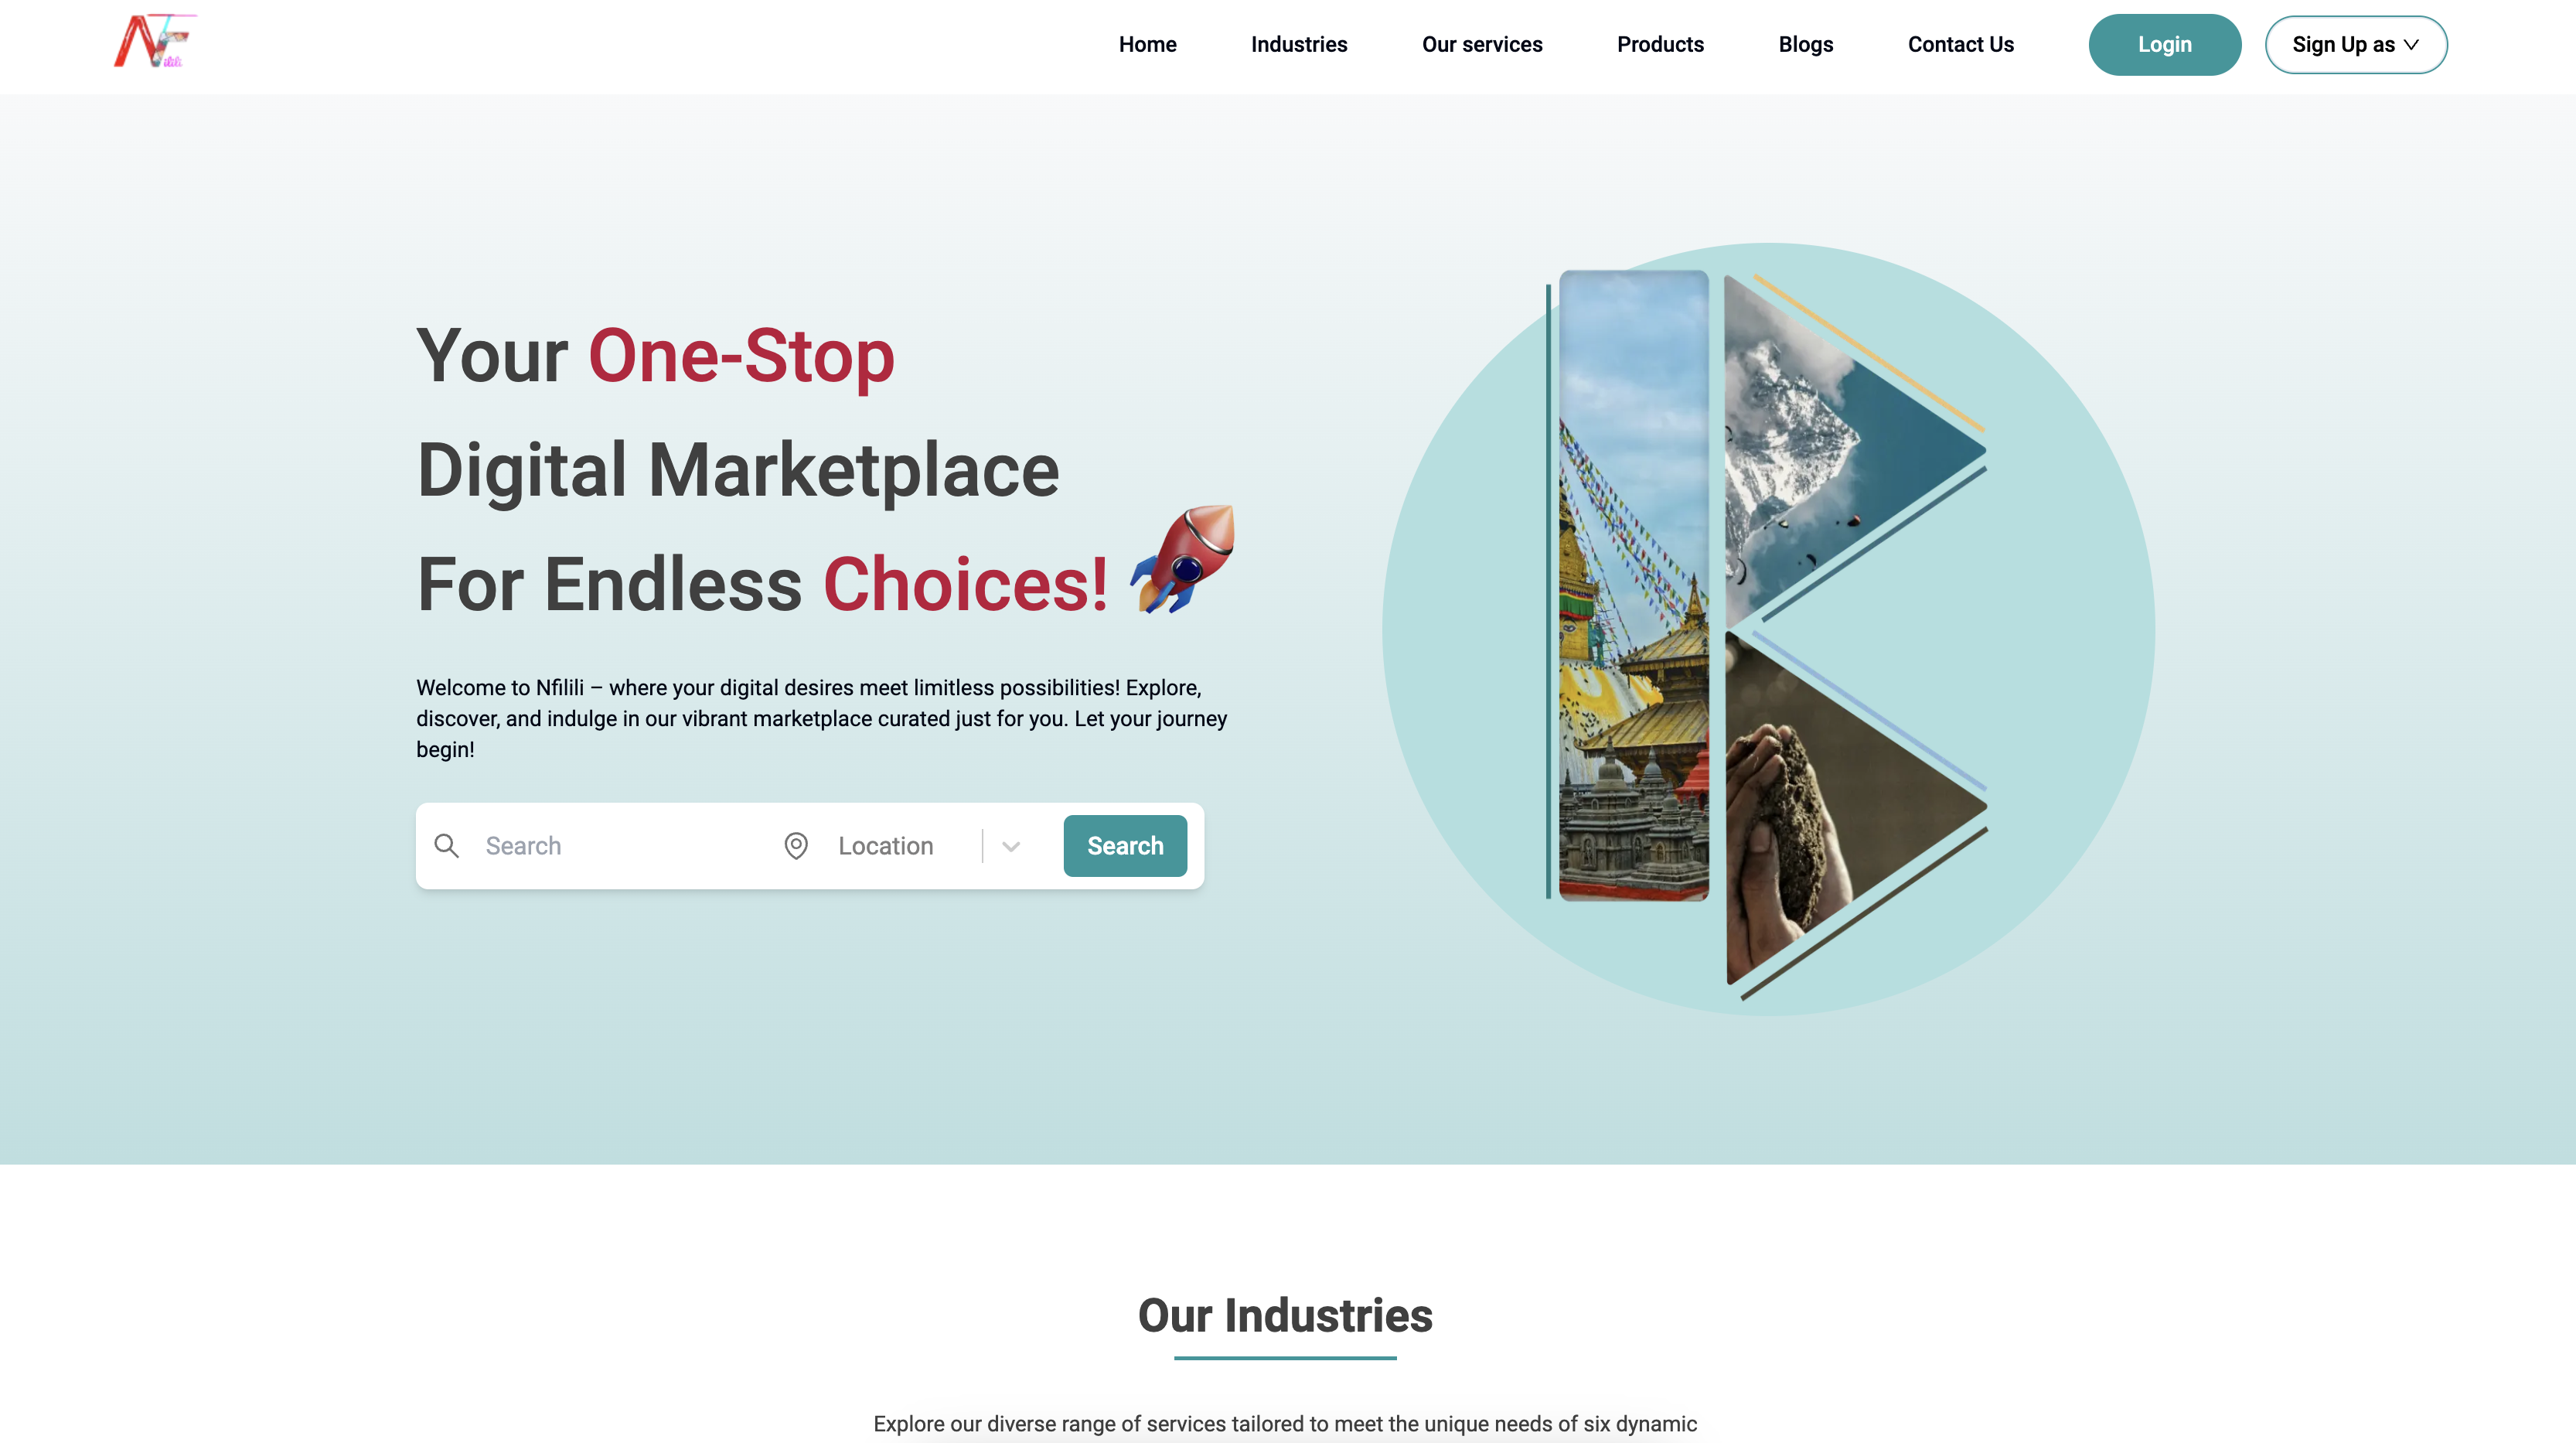 NF ilili
Home
Industries
Our services
Products
Blogs
Contact Us
Login
Sign Up as
Your One-Stop
Digital Marketplace
For Endless Choices!
Welcome to Nfilili – where your digital desires meet limitless possibilities! Explore,
discover, and indulge in our vibrant marketplace curated just for you. Let your journey
begin!
Search
Location
Search
Our Industries
Explore our diverse range of services tailored to meet the unique needs of six dynamic